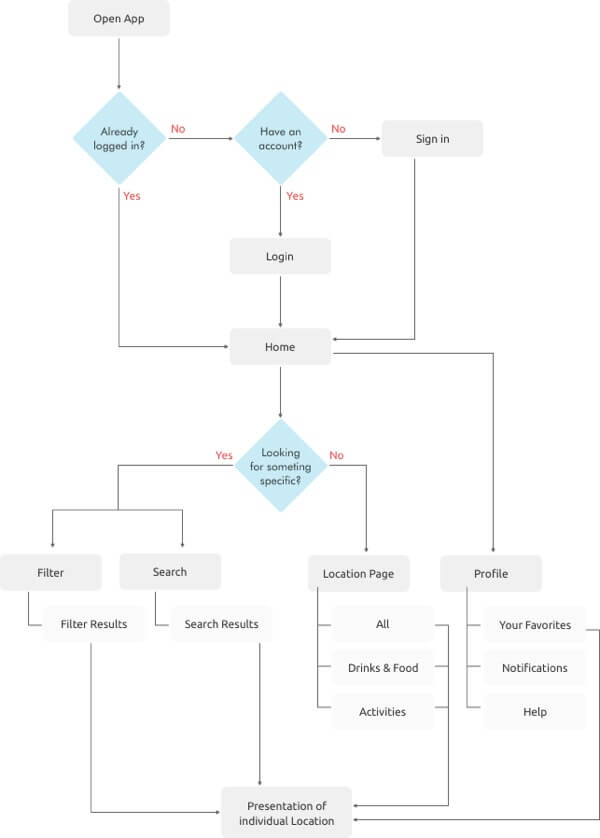 Open App
Already
logged in?
No
Have an
account?
No
Sign in
Yes
Yes
Login
Home
Yes
Looking
for someting
specific?
No
Filter
Search
Location Page
Profile
Filter Results
Search Results
All
Your Favorites
Drinks & Food
Notifications
Activities
Help
Presentation of
individual Location